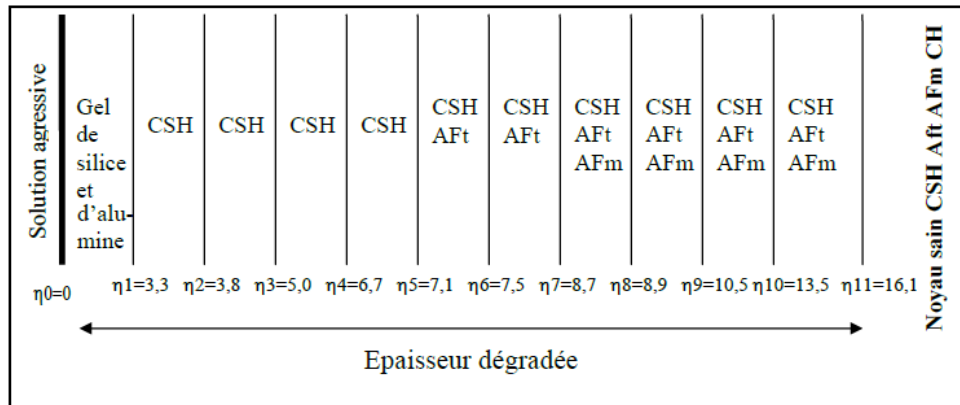 Solution agressive
Gel
de
silice
et
d'alu-
mine
CSH
CSH
CSH
CSH
CSH
AFt
CSH
AFt
CSH
AFt
AFm
CSH
AFt
AFm
CSH
AFt
AFm
CSH
AFt
AFm
Noyau sain CSH Aft AFm CH
η0=0
η1=3,3
η2=3,8
η3=5,0
η4=6,7
η5=7,1
η6=7,5
η7=8,7
η8=8,9
η9=10,5
η10=13,5
η11=16,1
Epaisseur dégradée